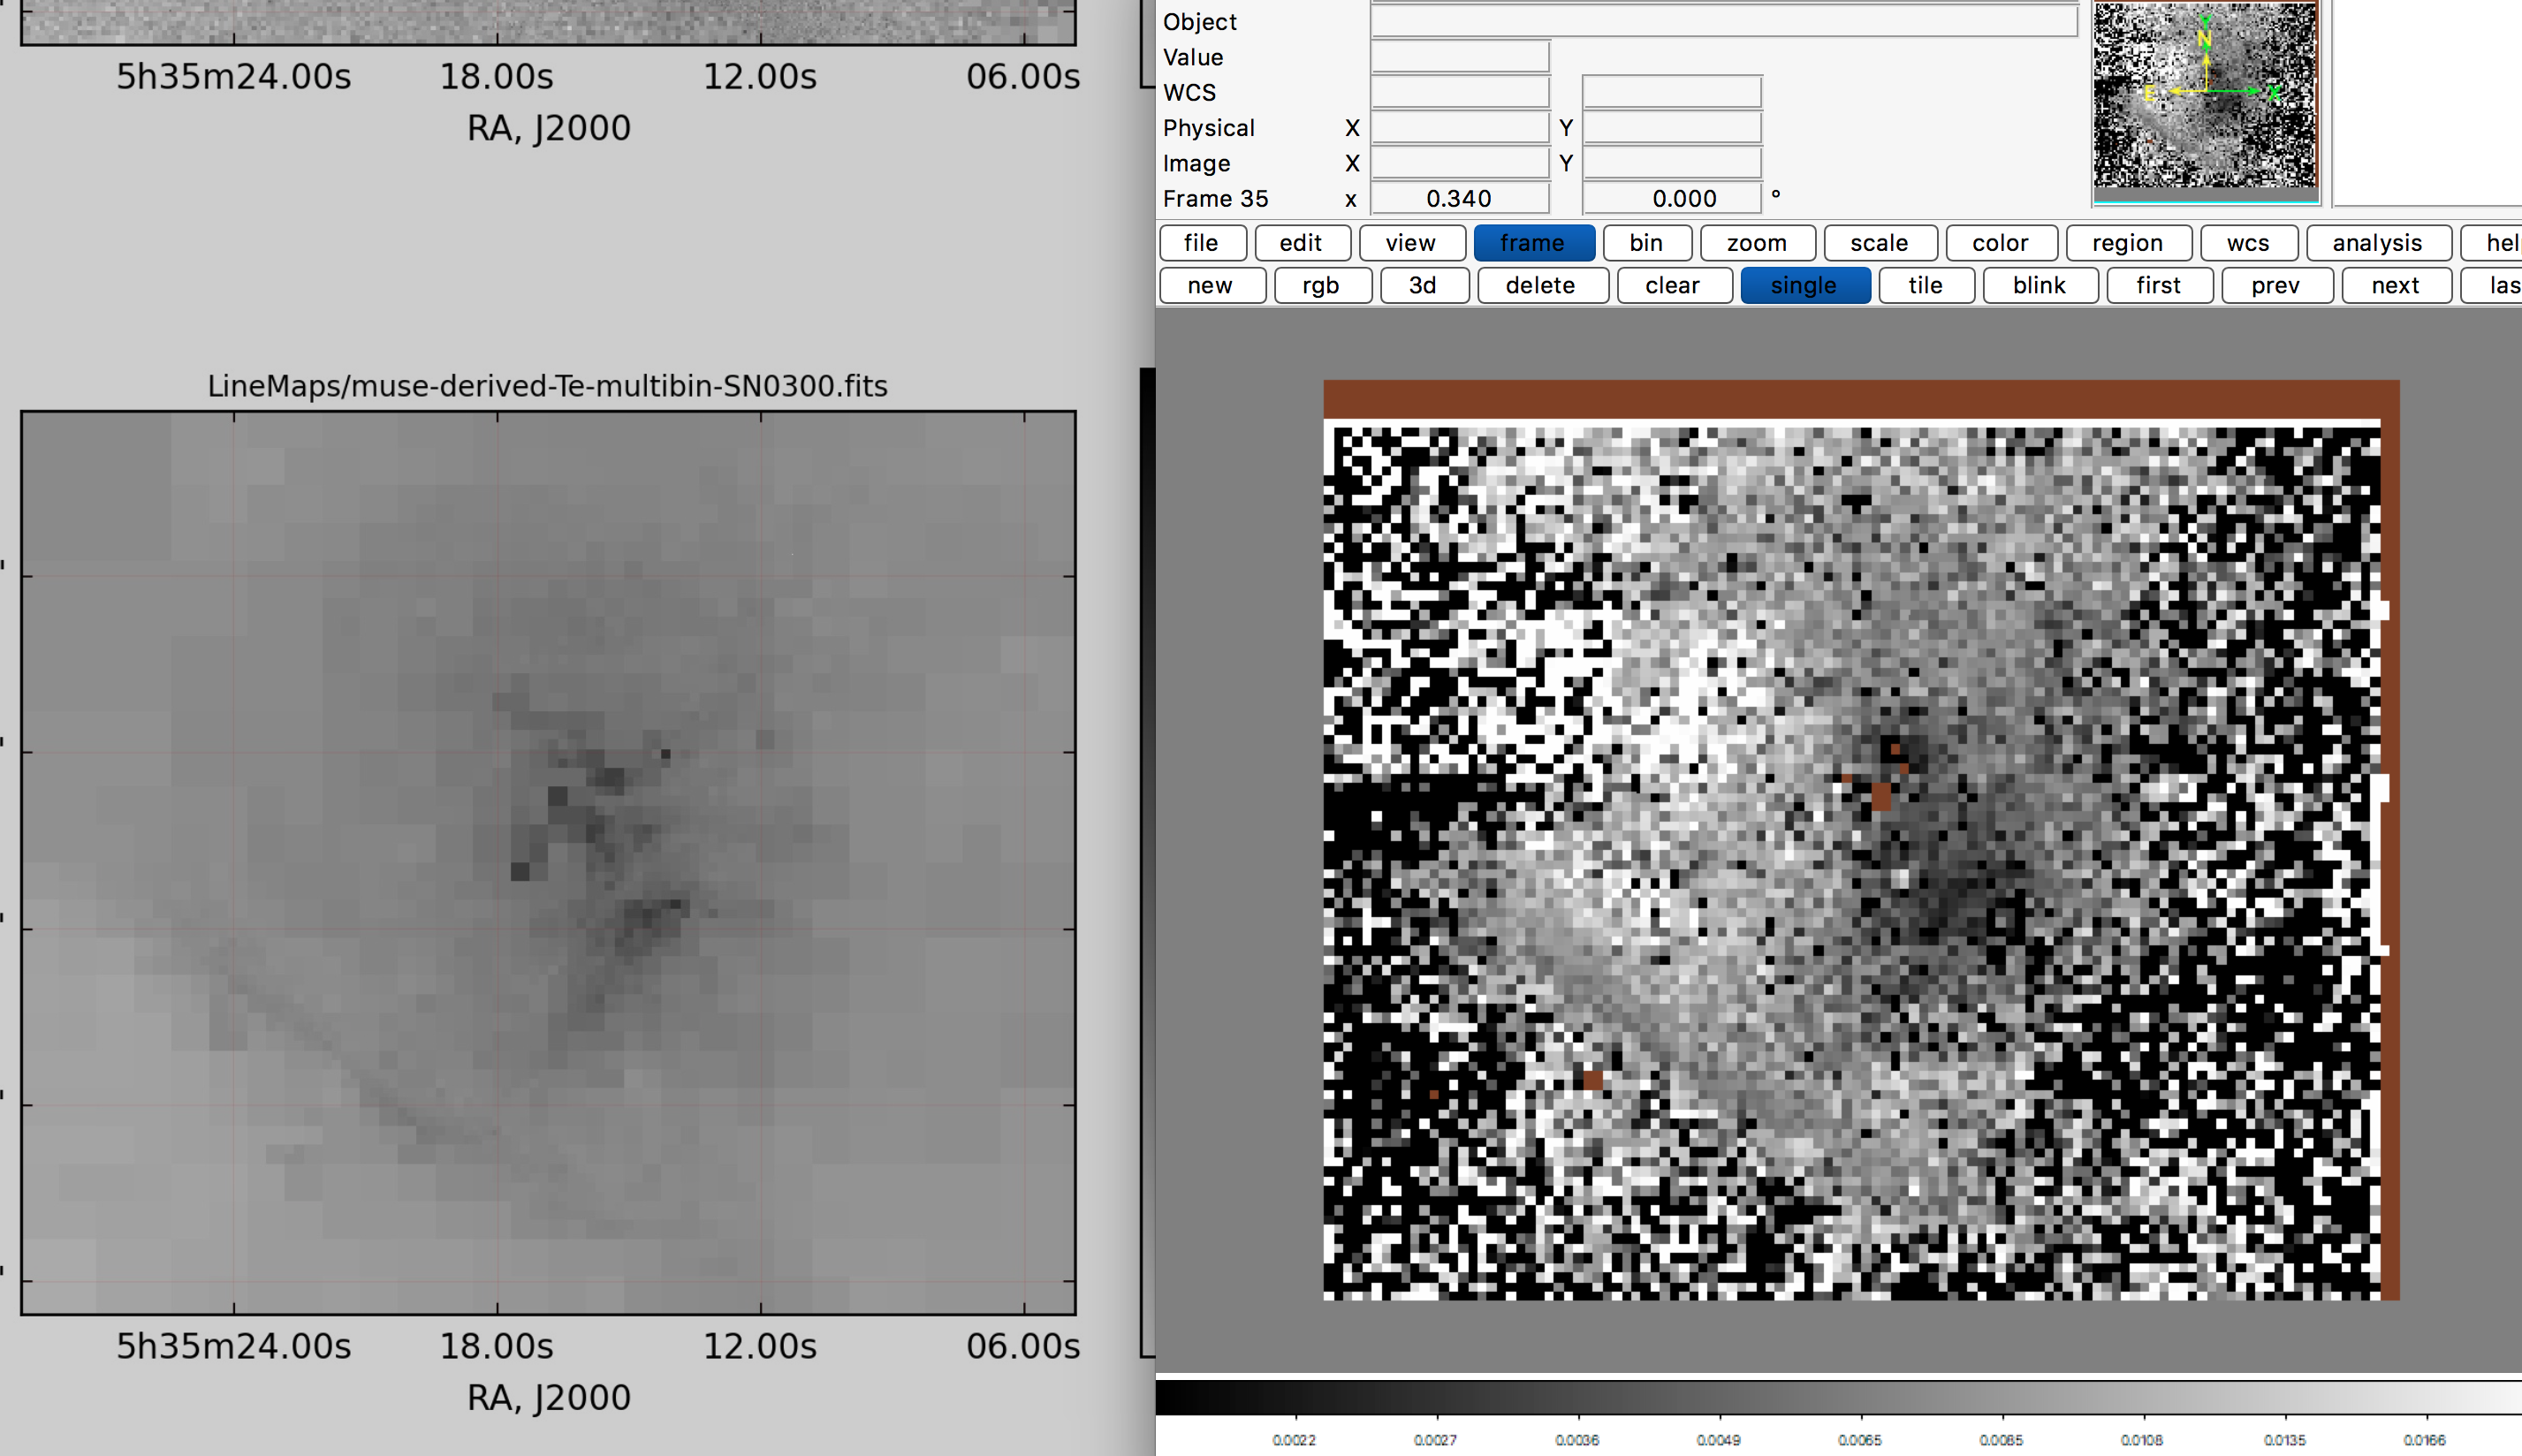 5h35m24.00s 18.00s 12.00s 06.00s
RA, J2000
LineMaps/muse-derived-Te-multibin-SN0300.fits
5h35m24.00s 18.00s 12.00s 06.00s
RA, J2000
Object
Value
WCS
Physical X Y
Image X Y
Frame 35 x 0.340 0.000 °
Y
N
E X
file edit view frame bin zoom scale color region wcs analysis hel
new rgb 3d delete clear single tile blink first prev next las
0.0022 0.0027 0.0036 0.0049 0.0065 0.0085 0.0108 0.0135 0.0166